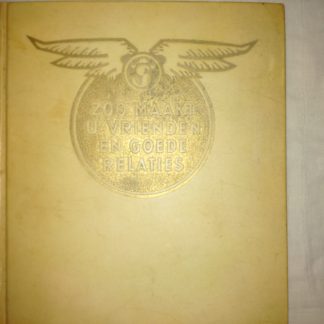 ZOO MAAKT
U VRIENDEN
EN GOEDE
RELATIES